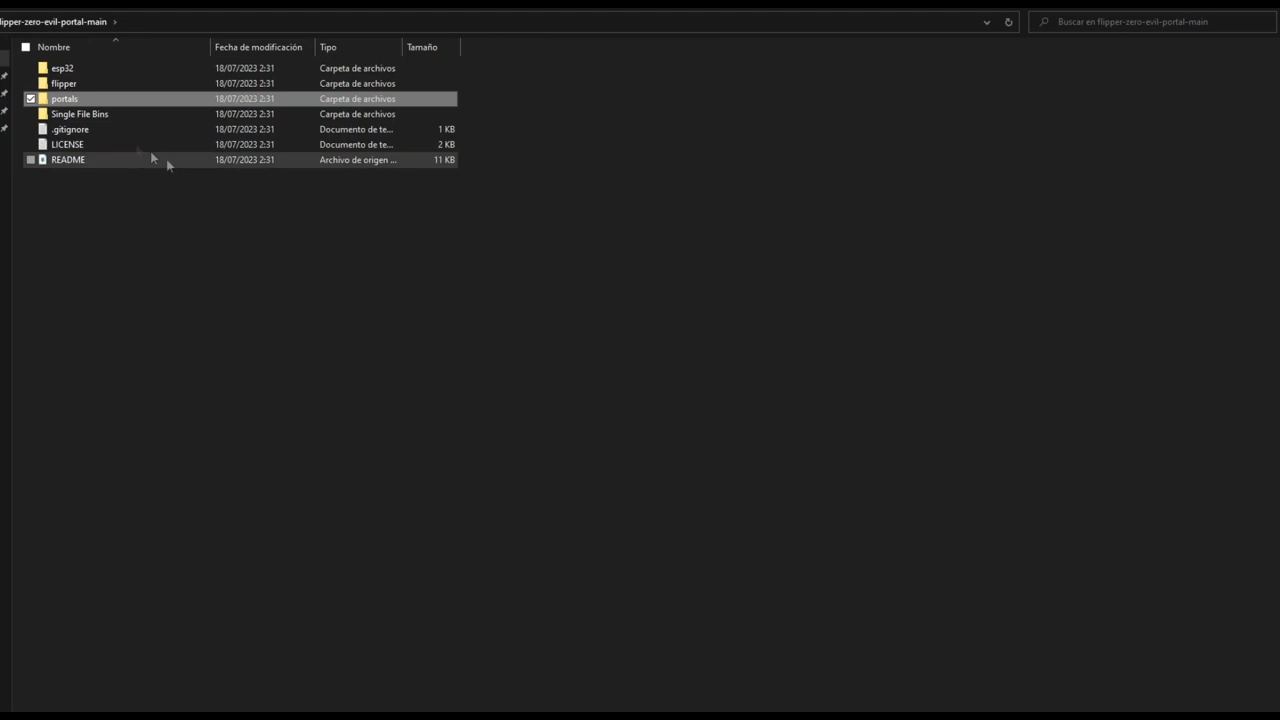 flipper-zero-evil-portal-main
Buscar en flipper-zero-evil-portal-main
Nombre Fecha de modificación Tipo Tamaño
esp32 18/07/2023 2:31 Carpeta de archivos
flipper 18/07/2023 2:31 Carpeta de archivos
portals 18/07/2023 2:31 Carpeta de archivos
Single File Bins 18/07/2023 2:31 Carpeta de archivos
.gitignore 18/07/2023 2:31 Documento de te... 1 KB
LICENSE 18/07/2023 2:31 Documento de te... 2 KB
README 18/07/2023 2:31 Archivo de origen ... 11 KB